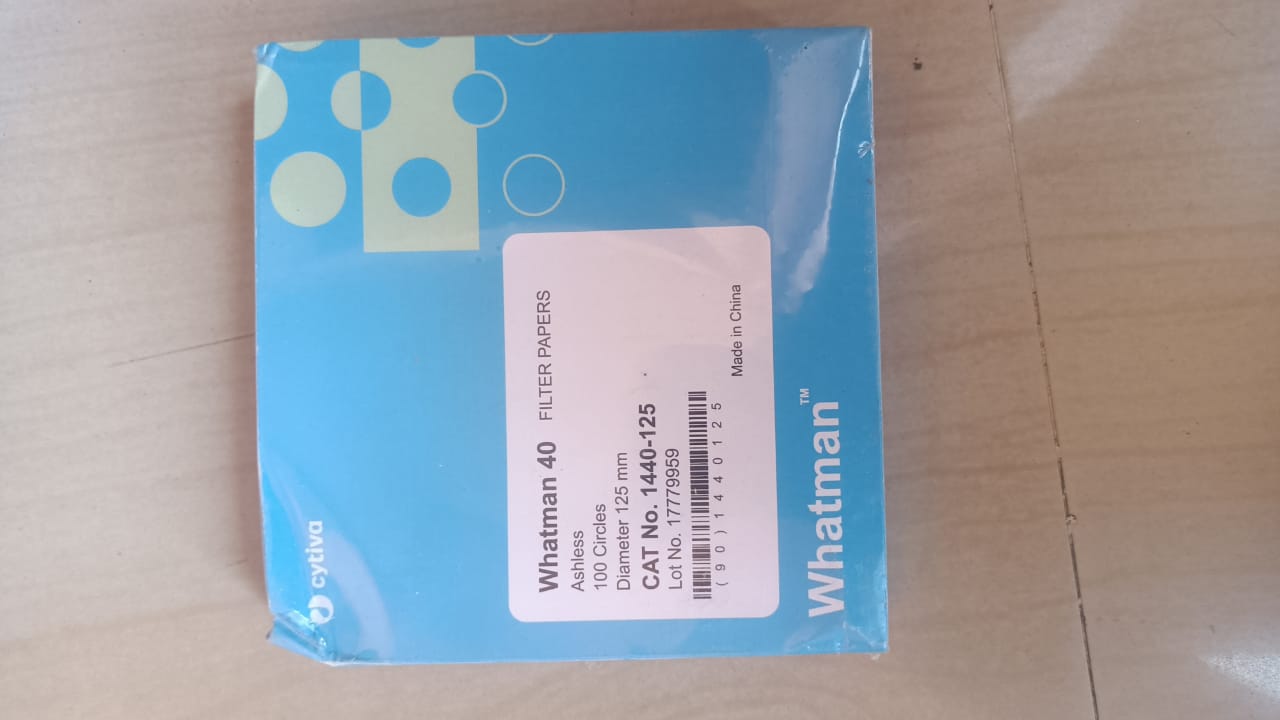 cytiva
Whatman 40 FILTER PAPERS
Ashless
100 Circles
Diameter 125 mm
CAT No. 1440-125
Lot No. 17779959
(90)1440125
Made in China
Whatman™